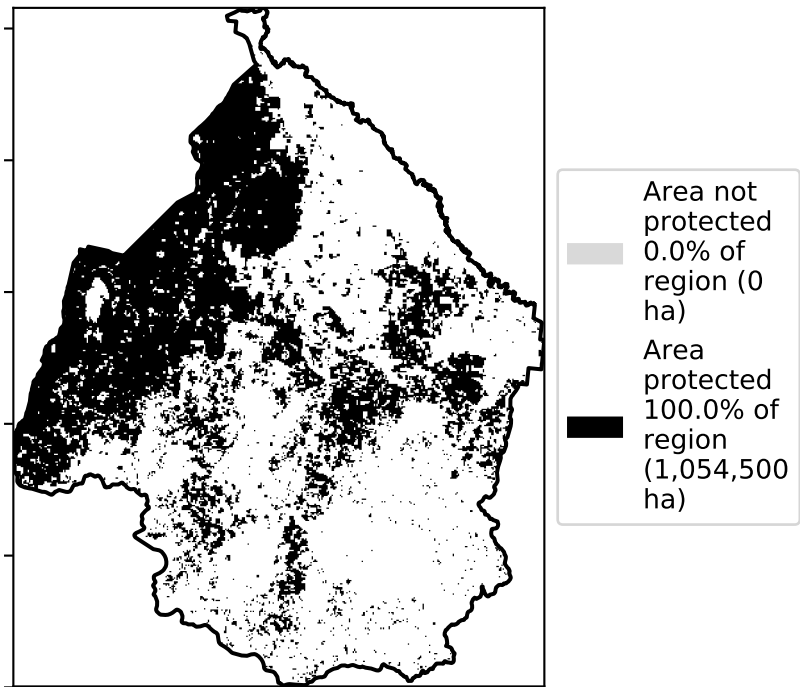 Area not
protected
0.0% of
region (0
ha)
Area
protected
100.0% of
region
(1,054,500
ha)